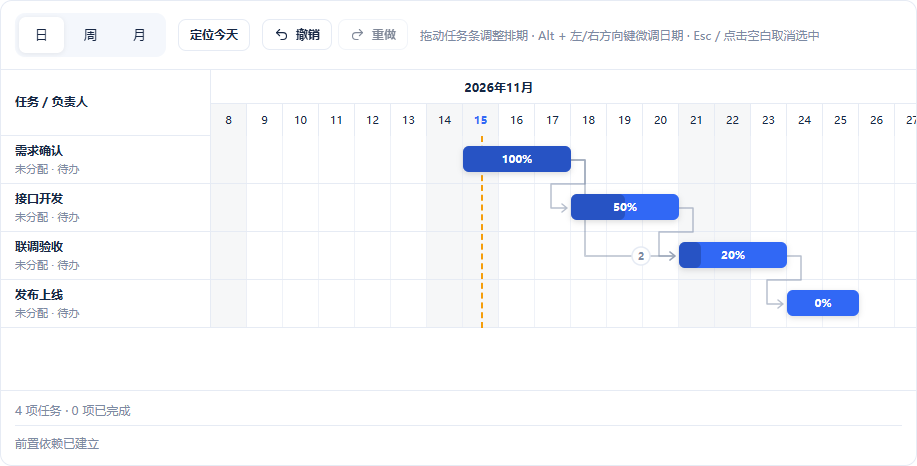 日 周 月 定位今天 撤销 重做 拖动任务条调整排期 · Alt + 左/右方向键微调日期 · Esc / 点击空白取消选中
任务 / 负责人
2026年11月
8 9 10 11 12 13 14 15 16 17 18 19 20 21 22 23 24 25 26 27
需求确认
未分配 · 待办
100%
接口开发
未分配 · 待办
50%
联调验收
未分配 · 待办
2
20%
发布上线
未分配 · 待办
0%
4 项任务 · 0 项已完成
前置依赖已建立